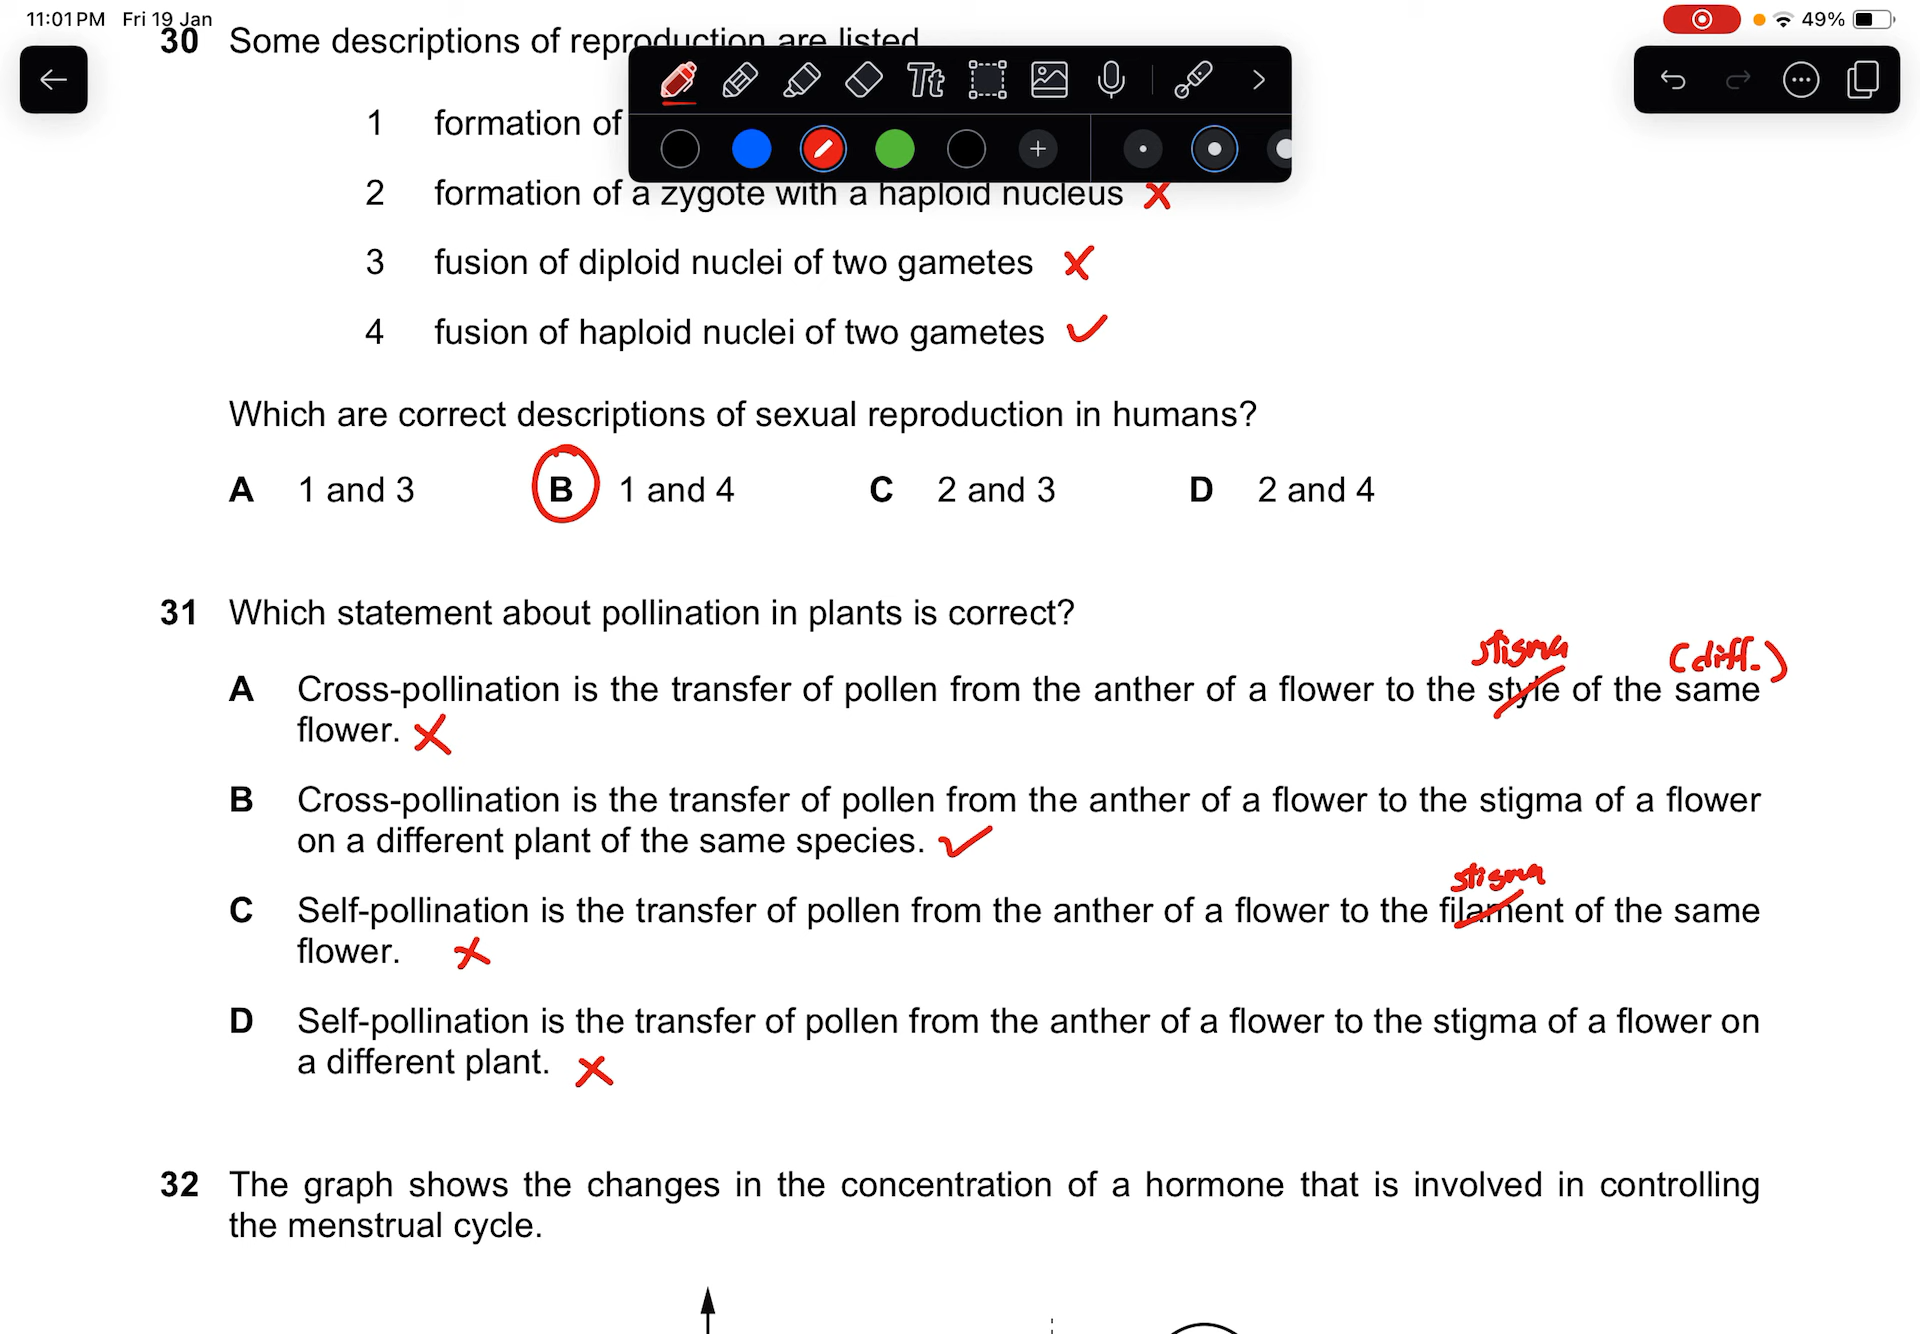 11:01 PM Fri 19 Jan
49%
30 Some descriptions of reproduction are listed
Tt
1 formation of
2 formation of a zygote with a haploid nucleus
3 fusion of diploid nuclei of two gametes
4 fusion of haploid nuclei of two gametes
Which are correct descriptions of sexual reproduction in humans?
A 1 and 3 B 1 and 4 C 2 and 3 D 2 and 4
31 Which statement about pollination in plants is correct?
stigma (diff.)
A Cross-pollination is the transfer of pollen from the anther of a flower to the style of the same
flower.
B Cross-pollination is the transfer of pollen from the anther of a flower to the stigma of a flower
on a different plant of the same species.
stigma
C Self-pollination is the transfer of pollen from the anther of a flower to the filament of the same
flower.
D Self-pollination is the transfer of pollen from the anther of a flower to the stigma of a flower on
a different plant.
32 The graph shows the changes in the concentration of a hormone that is involved in controlling
the menstrual cycle.